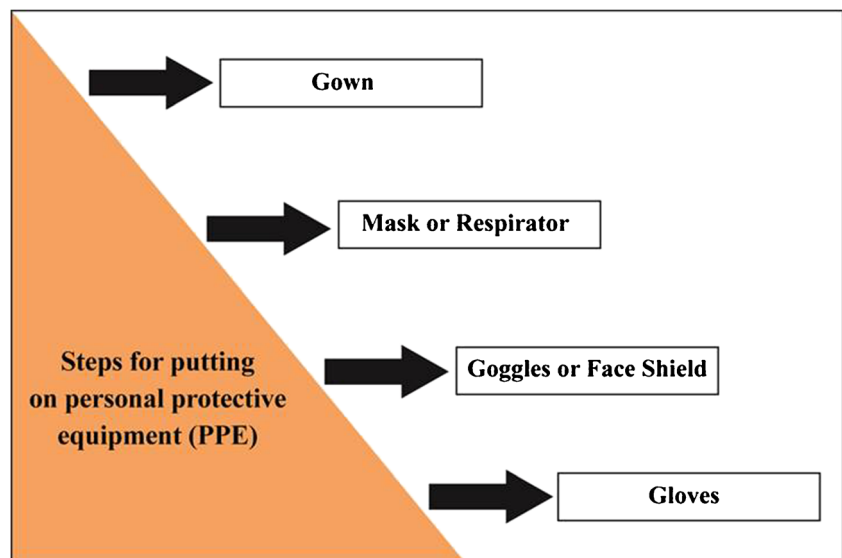 Gown
Mask or Respirator
Goggles or Face Shield
Steps for putting
on personal protective
equipment (PPE)
Gloves